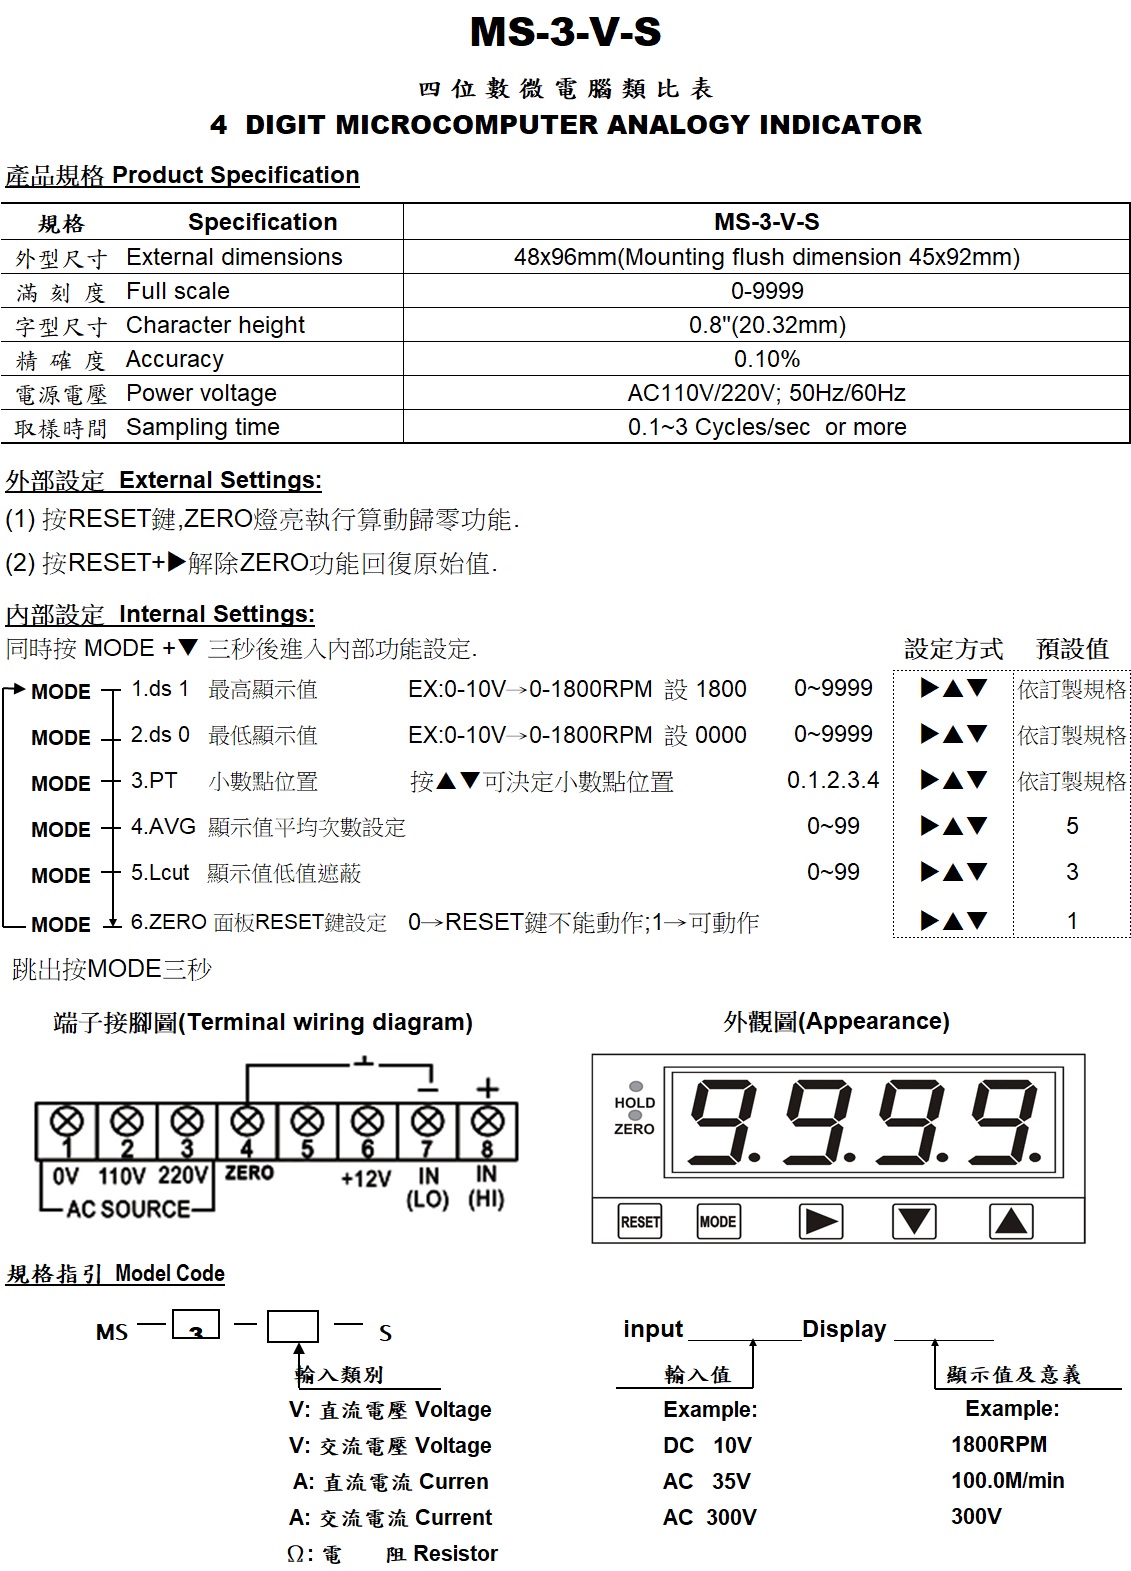 MS-3-V-S
四位數微電腦類比表
4 DIGIT MICROCOMPUTER ANALOGY INDICATOR
產品規格 Product Specification
規格 Specification MS-3-V-S
外型尺寸 External dimensions 48x96mm(Mounting flush dimension 45x92mm)
滿刻度 Full scale 0-9999
字型尺寸 Character height 0.8"(20.32mm)
精確度 Accuracy 0.10%
電源電壓 Power voltage AC110V/220V; 50Hz/60Hz
取樣時間 Sampling time 0.1~3 Cycles/sec or more
外部設定 External Settings:
(1) 按RESET鍵,ZERO燈亮執行算動歸零功能.
(2) 按RESET+▶解除ZERO功能回復原始值.
內部設定 Internal Settings:
同時按 MODE +▼ 三秒後進入內部功能設定. 設定方式 預設值
MODE 1.ds 1 最高顯示值 EX:0-10V→0-1800RPM 設 1800 0~9999 ▶▲▼ 依訂製規格
MODE 2.ds 0 最低顯示值 EX:0-10V→0-1800RPM 設 0000 0~9999 ▶▲▼ 依訂製規格
MODE 3.PT 小數點位置 按▲▼可決定小數點位置 0.1.2.3.4 ▶▲▼ 依訂製規格
MODE 4.AVG 顯示值平均次數設定 0~99 ▶▲▼ 5
MODE 5.Lcut 顯示值低值遮蔽 0~99 ▶▲▼ 3
MODE 6.ZERO 面板RESET鍵設定 0→RESET鍵不能動作;1→可動作 ▶▲▼ 1
跳出按MODE三秒
端子接腳圖(Terminal wiring diagram)
− +
1 2 3 4 5 6 7 8
0V 110V 220V ZERO +12V IN (LO) IN (HI)
AC SOURCE
外觀圖(Appearance)
HOLD
ZERO
9.9.9.9.
RESET MODE ▶ ▼ ▲
規格指引 Model Code
MS — 3 — — S input Display
輸入類別 輸入值 顯示值及意義
V: 直流電壓 Voltage Example: Example:
V: 交流電壓 Voltage DC 10V 1800RPM
A: 直流電流 Curren AC 35V 100.0M/min
A: 交流電流 Current AC 300V 300V
Ω: 電 阻 Resistor